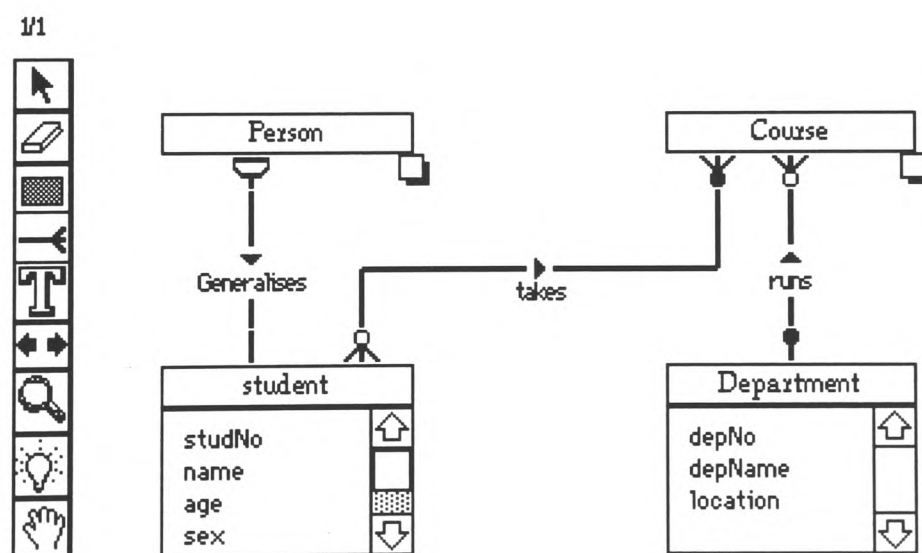 1/1
Person
Course
Generalises
takes
runs
student
Department
studNo
name
age
sex
depNo
depName
location
T